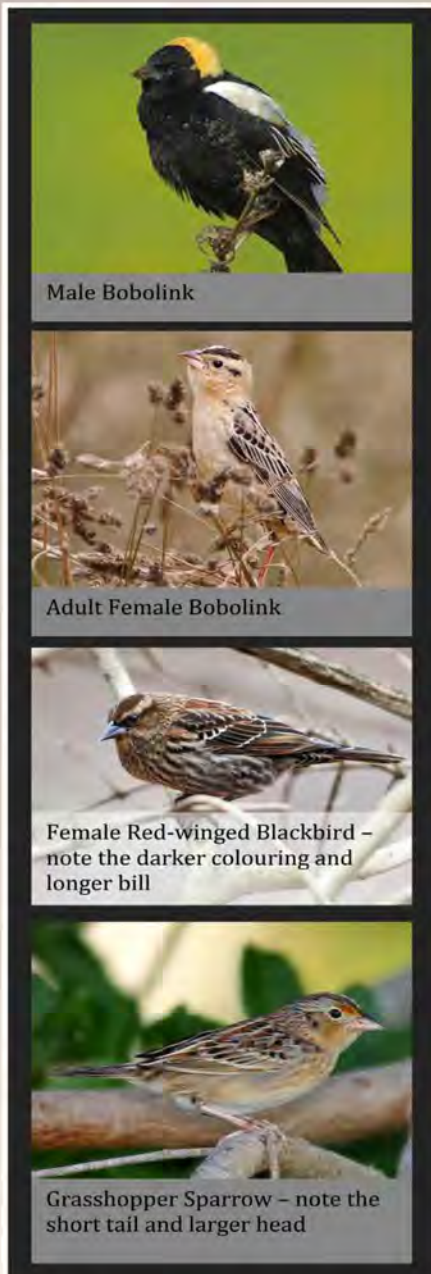 Male Bobolink
Adult Female Bobolink
Female Red-winged Blackbird –
note the darker colouring and
longer bill
Grasshopper Sparrow – note the
short tail and larger head